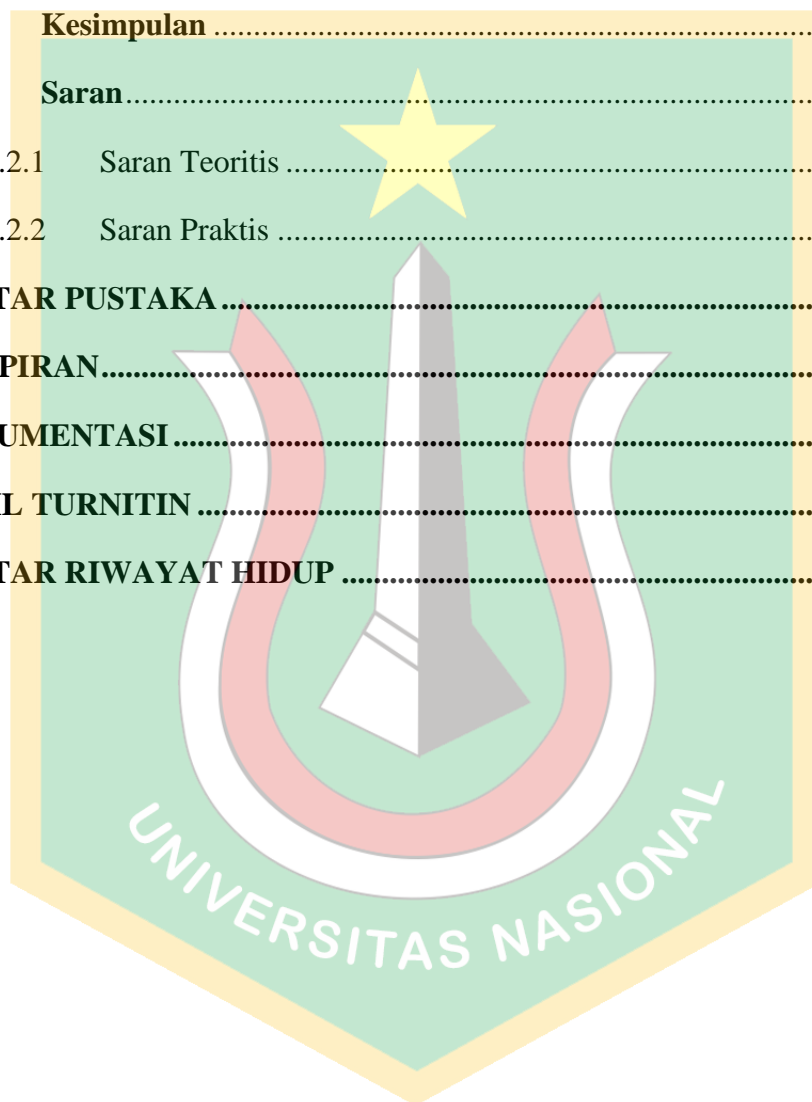 Kesimpulan ...........................................................................
Saran......................................................................................
.2.1 Saran Teoritis ..................................................................
.2.2 Saran Praktis ...................................................................
TAR PUSTAKA..........................................................................
PIRAN.........................................................................................
UMENTASI................................................................................
IL TURNITIN.............................................................................
TAR RIWAYAT HIDUP ...........................................................
UNIVERSITAS NASIONAL